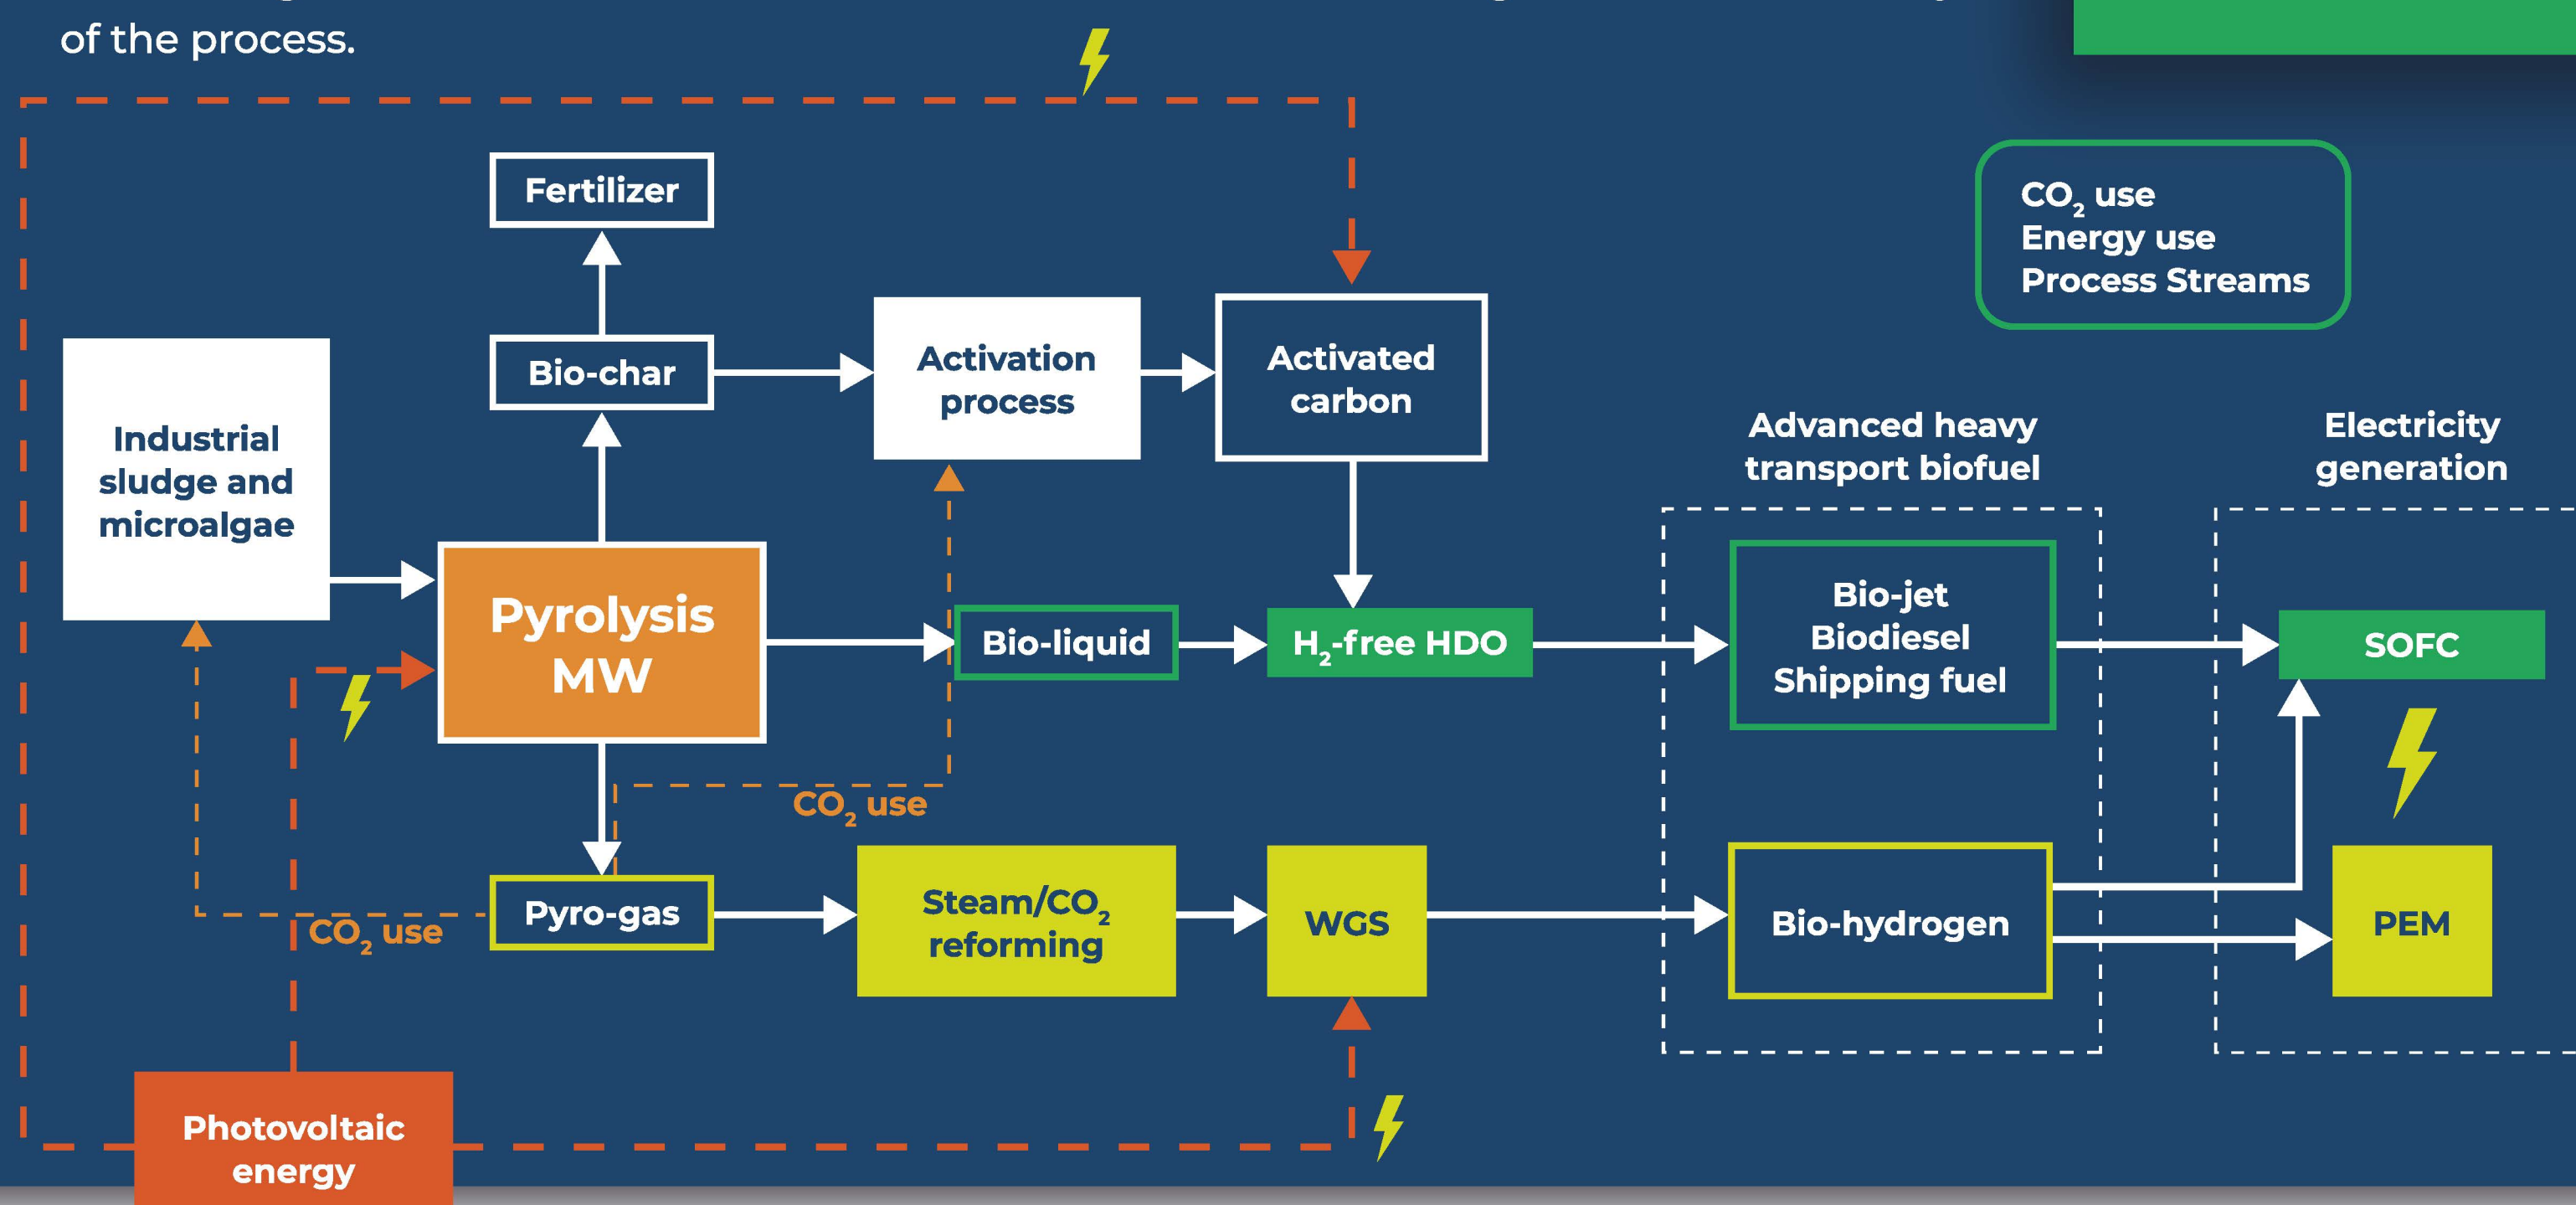 of the process.
Fertilizer
CO₂ use
Energy use
Process Streams
Bio-char
Activation
process
Activated
carbon
Industrial
sludge and
microalgae
Advanced heavy
transport biofuel
Electricity
generation
Pyrolysis
MW
Bio-liquid
H₂-free HDO
Bio-jet
Biodiesel
Shipping fuel
SOFC
CO₂ use
Pyro-gas
CO₂ use
Steam/CO₂
reforming
WGS
Bio-hydrogen
PEM
Photovoltaic
energy